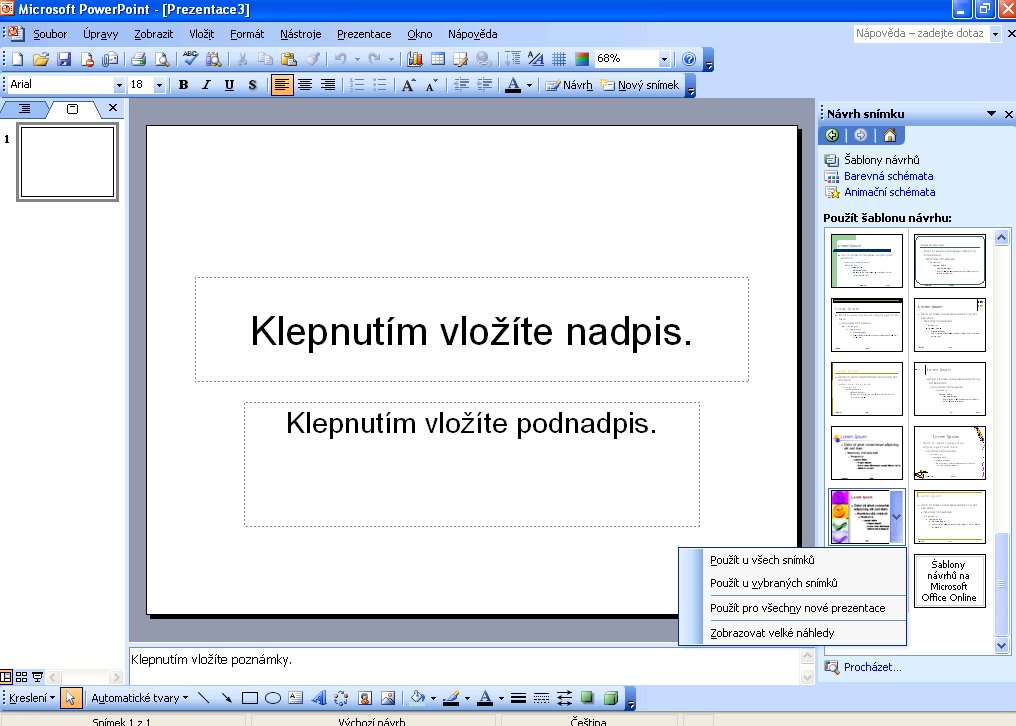 Microsoft PowerPoint - [Prezentace3]
Soubor Úpravy Zobrazit Vložit Formát Nástroje Prezentace Okno Nápověda
Nápověda – zadejte dotaz
68%
Arial 18 B I U S Návrh Nový snímek
Návrh snímku
1
Šablony návrhů
Barevná schémata
Animační schémata
Použít šablonu návrhu:
Klepnutím vložíte nadpis.
Klepnutím vložíte podnadpis.
Šablony
návrhů na
Microsoft
Office Online
Použít u všech snímků
Použít u vybraných snímků
Použít pro všechny nové prezentace
Zobrazovat velké náhledy
Klepnutím vložíte poznámky.
Procházet...
Kreslení Automatické tvary
Snímek 1 z 1 Výchozí návrh Čeština